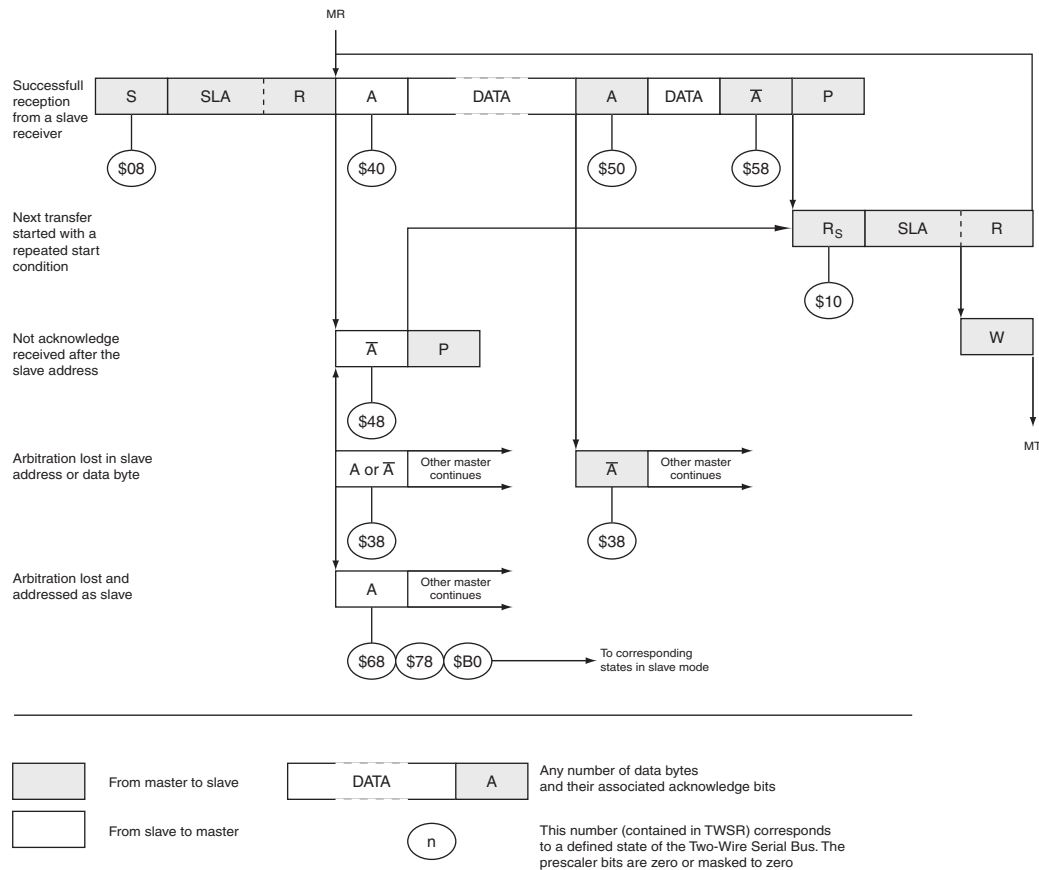 MR
Successfull
reception
from a slave
receiver
S SLA R A DATA A DATA A̅ P
$08 $40 $50 $58
Next transfer
started with a
repeated start
condition
RS SLA R
$10
Not acknowledge
received after the
slave address
A̅ P
W
$48
MT
Arbitration lost in slave
address or data byte
A or A̅
Other master
continues
A̅
Other master
continues
$38 $38
Arbitration lost and
addressed as slave
A
Other master
continues
$68 $78 $B0
To corresponding
states in slave mode
From master to slave
DATA A
Any number of data bytes
and their associated acknowledge bits
From slave to master
n
This number (contained in TWSR) corresponds
to a defined state of the Two-Wire Serial Bus. The
prescaler bits are zero or masked to zero